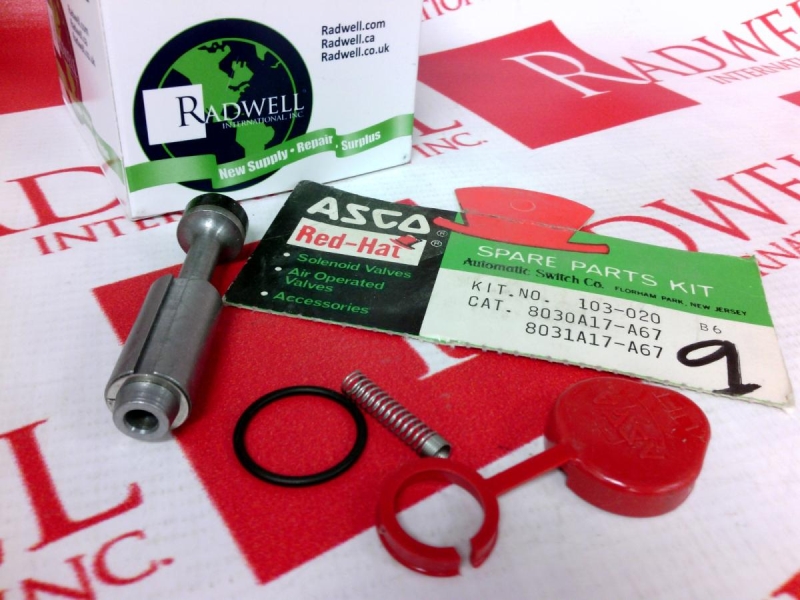 Radwell.com
Radwell.ca
Radwell.co.uk
RADWELL
INTERNATIONAL, INC.
New Supply • Repair • Surplus
RADWELL
INTERNATIONAL
ASCO®
Red-Hat®
• Solenoid Valves
• Air Operated
Valves
• Accessories
SPARE PARTS KIT
Automatic Switch Co. FLORHAM PARK, NEW JERSEY
KIT.NO. 103-020
CAT. 8030A17-A67 B6
8031A17-A67
9
INC.
INC.